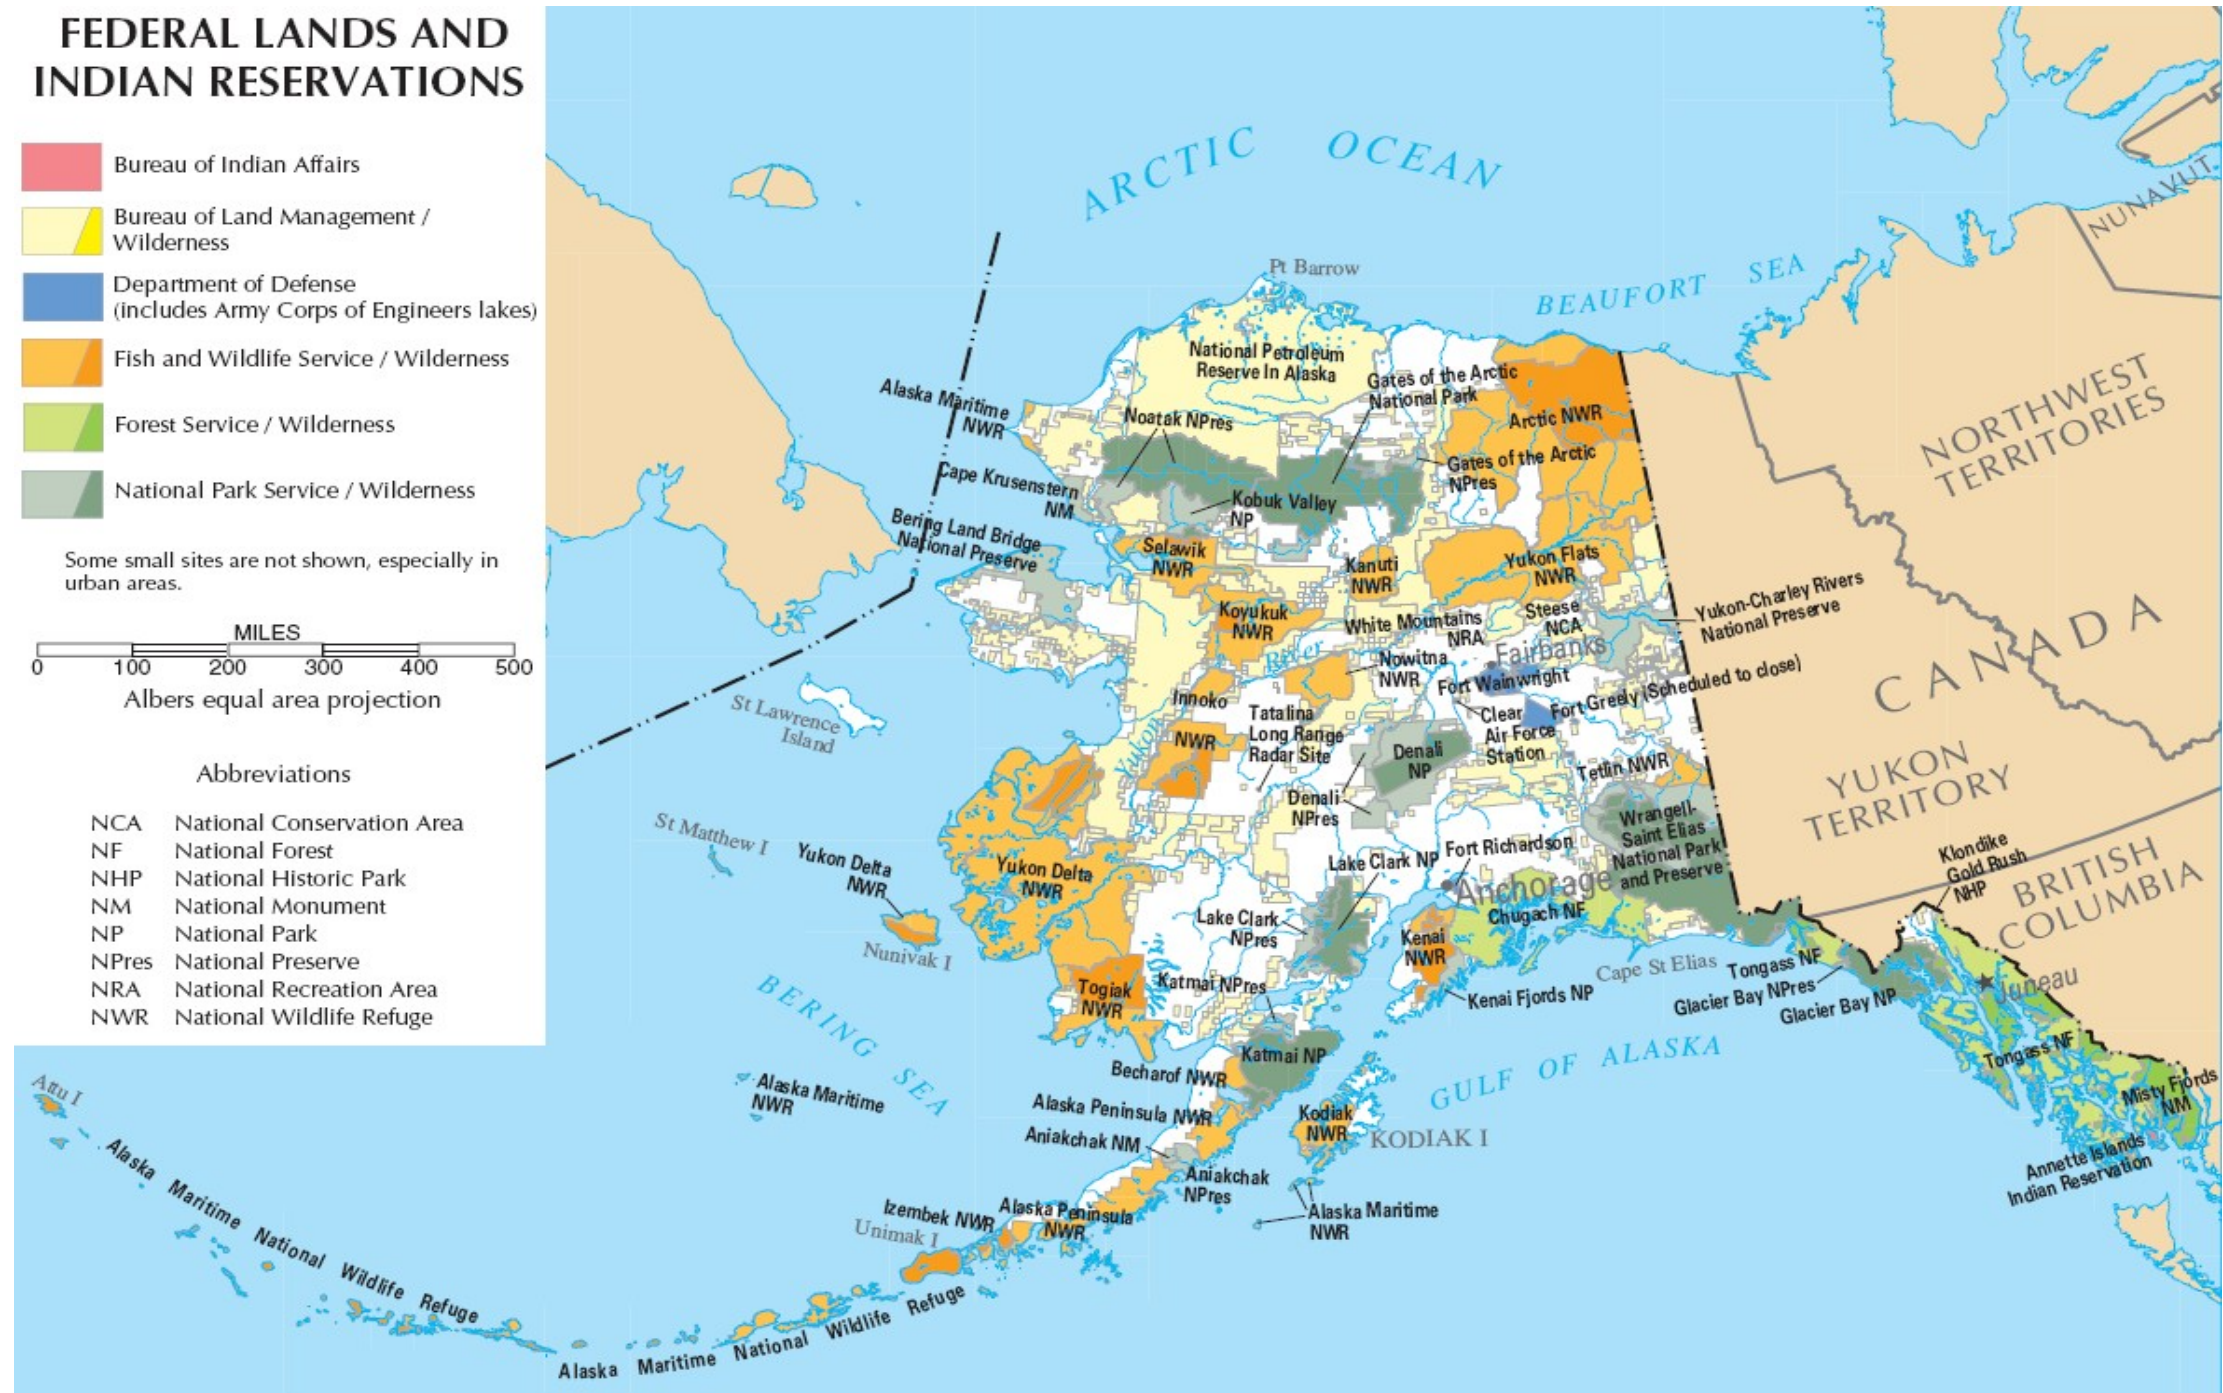 FEDERAL LANDS AND
INDIAN RESERVATIONS
Bureau of Indian Affairs
Bureau of Land Management /
Wilderness
Department of Defense
(includes Army Corps of Engineers lakes)
Fish and Wildlife Service / Wilderness
Forest Service / Wilderness
National Park Service / Wilderness
Some small sites are not shown, especially in
urban areas.
MILES
0 100 200 300 400 500
Albers equal area projection
Abbreviations
NCA National Conservation Area
NF National Forest
NHP National Historic Park
NM National Monument
NP National Park
NPres National Preserve
NRA National Recreation Area
NWR National Wildlife Refuge
ARCTIC OCEAN
BEAUFORT SEA
NUNAVUT
Pt Barrow
National Petroleum
Reserve In Alaska
Gates of the Arctic
National Park
Alaska Maritime
NWR
Noatak NPres
Arctic NWR
NORTHWEST
TERRITORIES
Gates of the Arctic
NPres
Cape Krusenstern
NM
Kobuk Valley
NP
Bering Land Bridge
National Preserve
Selawik
NWR
Kanuti
NWR
Yukon Flats
NWR
Koyukuk
NWR
White Mountains
NRA
Steese
NCA
Yukon-Charley Rivers
National Preserve
CANADA
River
Fairbanks
Nowitna
NWR
Fort Wainwright
Fort Greely (Scheduled to close)
Innoko
NWR
Tatalina
Long Range
Radar Site
Clear
Air Force
Station
St Lawrence
Island
Yukon
Denali
NP
Tetlin NWR
YUKON
TERRITORY
Denali
NPres
Wrangell-
Saint Elias
National Park
and Preserve
St Matthew I
Yukon Delta
NWR
Yukon Delta
NWR
Lake Clark NP
Fort Richardson
Anchorage
Klondike
Gold Rush
NHP
BRITISH
COLUMBIA
Lake Clark
NPres
Chugach NF
Kenai
NWR
Nunivak I
Cape St Elias
Tongass NF
Glacier Bay NPres
Glacier Bay NP
Juneau
Togiak
NWR
Katmai NPres
Kenai Fjords NP
BERING SEA
Katmai NP
GULF OF ALASKA
Tongass NF
Becharof NWR
Misty Fjords
NM
Attu I
Alaska Maritime
NWR
Alaska Peninsula NWR
Kodiak
NWR
KODIAK I
Aniakchak NM
Aniakchak
NPres
Annette Islands
Indian Reservation
Izembek NWR
Alaska Peninsula
NWR
Alaska Maritime
NWR
Unimak I
Alaska Maritime National Wildlife Refuge
Alaska Maritime National Wildlife Refuge